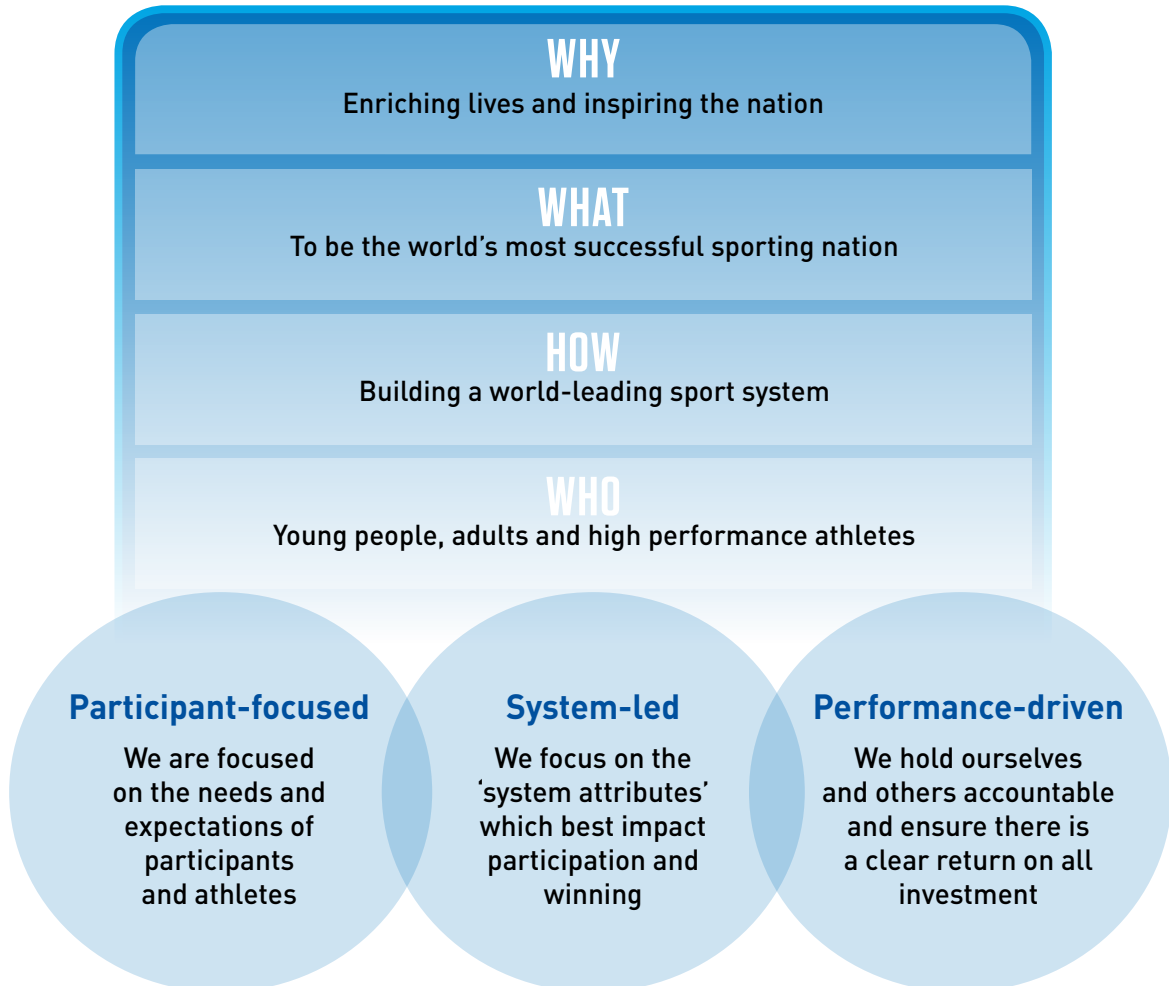 WHY
Enriching lives and inspiring the nation
WHAT
To be the world’s most successful sporting nation
HOW
Building a world-leading sport system
WHO
Young people, adults and high performance athletes
Participant-focused
We are focused
on the needs and
expectations of
participants
and athletes
System-led
We focus on the
‘system attributes’
which best impact
participation and
winning
Performance-driven
We hold ourselves
and others accountable
and ensure there is
a clear return on all
investment